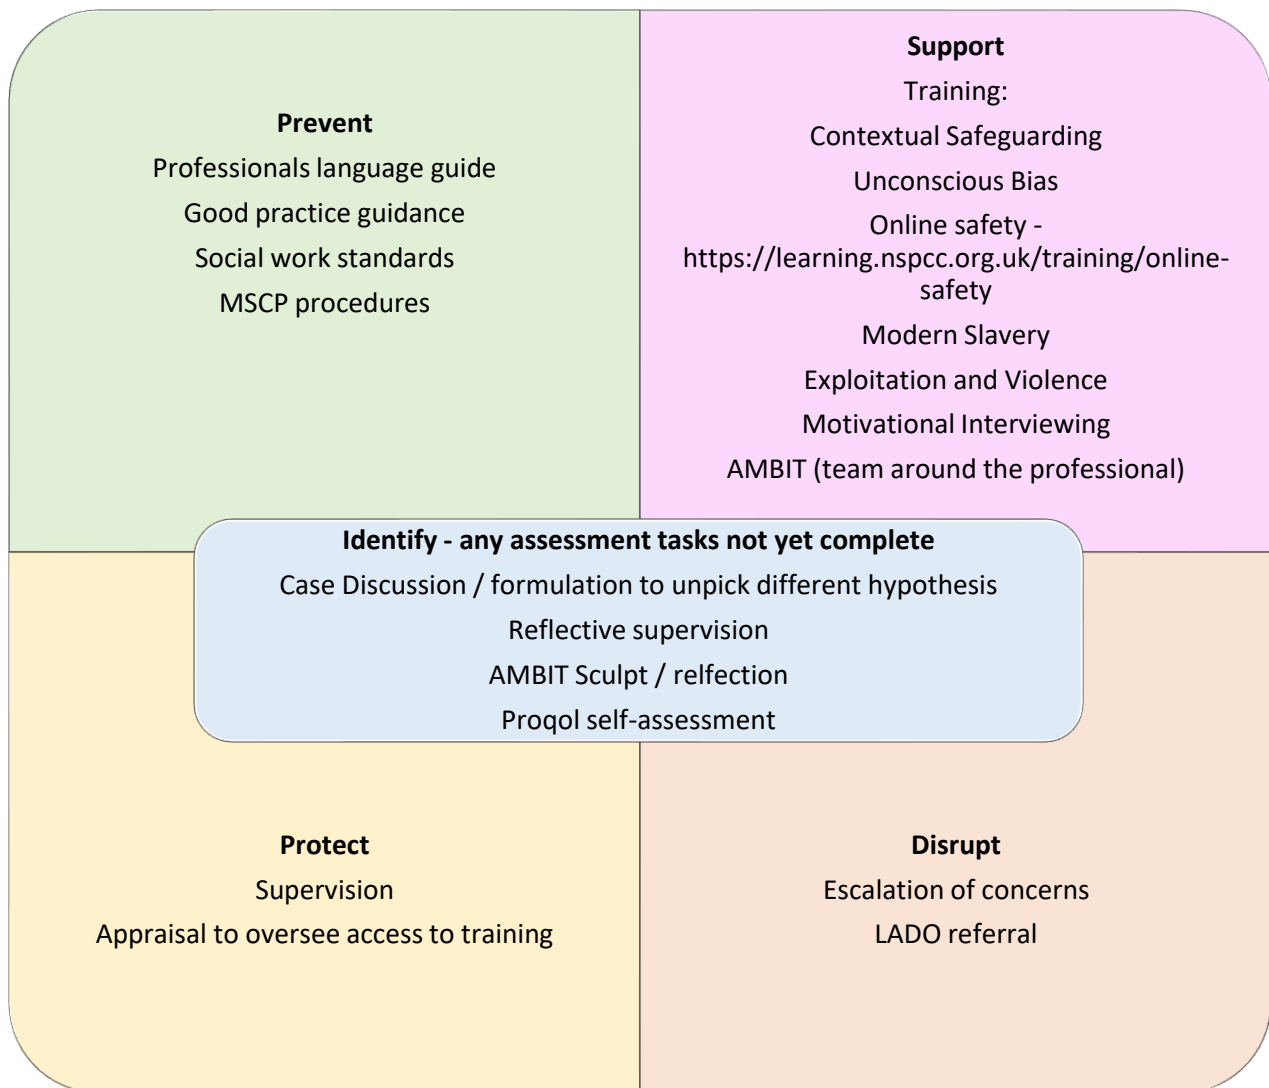 Prevent
Professionals language guide
Good practice guidance
Social work standards
MSCP procedures
Support
Training:
Contextual Safeguarding
Unconscious Bias
Online safety -
https://learning.nspcc.org.uk/training/online-
safety
Modern Slavery
Exploitation and Violence
Motivational Interviewing
AMBIT (team around the professional)
Identify - any assessment tasks not yet complete
Case Discussion / formulation to unpick different hypothesis
Reflective supervision
AMBIT Sculpt / relfection
Proqol self-assessment
Protect
Supervision
Appraisal to oversee access to training
Disrupt
Escalation of concerns
LADO referral